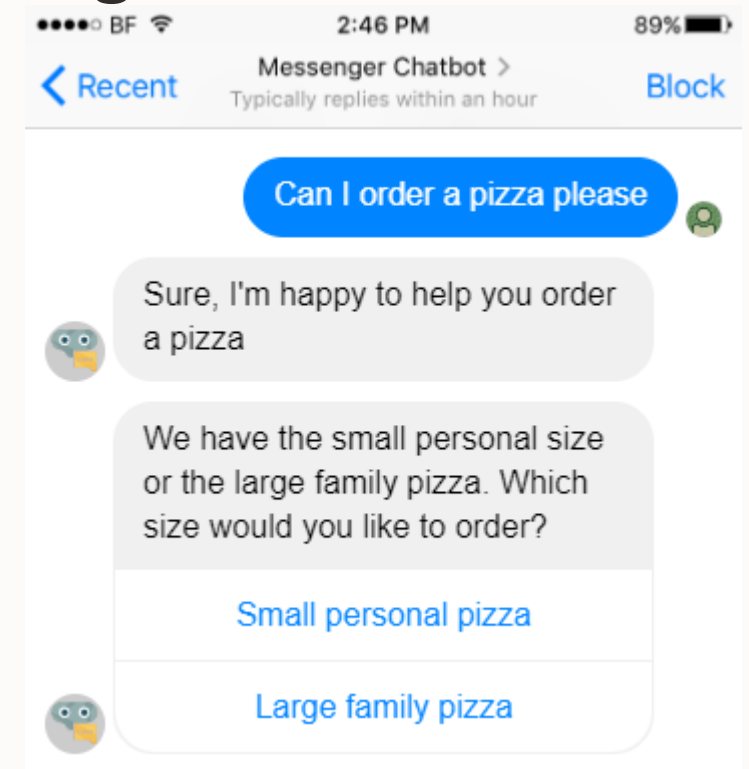 BF 2:46 PM 89%
Recent Messenger Chatbot > Block
Typically replies within an hour
Can I order a pizza please
Sure, I'm happy to help you order
a pizza
We have the small personal size
or the large family pizza. Which
size would you like to order?
Small personal pizza
Large family pizza